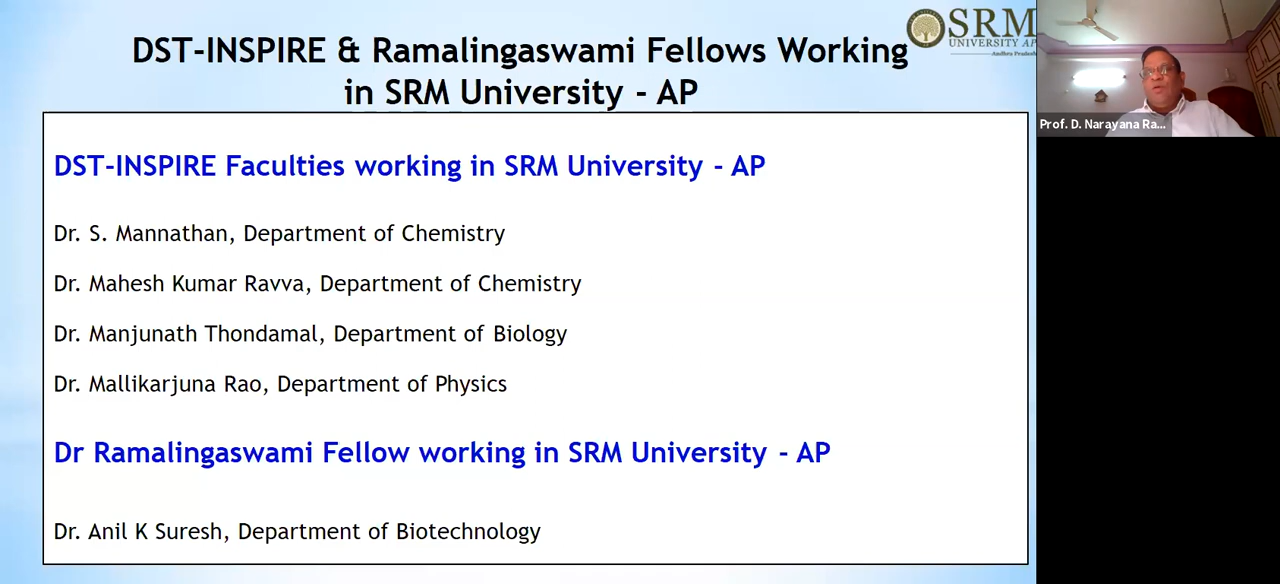 DST-INSPIRE & Ramalingaswami Fellows Working
in SRM University - AP
SRM
UNIVERSITY AP
Andhra Pradesh
Prof. D. Narayana Ra...
DST-INSPIRE Faculties working in SRM University - AP
Dr. S. Mannathan, Department of Chemistry
Dr. Mahesh Kumar Ravva, Department of Chemistry
Dr. Manjunath Thondamal, Department of Biology
Dr. Mallikarjuna Rao, Department of Physics
Dr Ramalingaswami Fellow working in SRM University - AP
Dr. Anil K Suresh, Department of Biotechnology